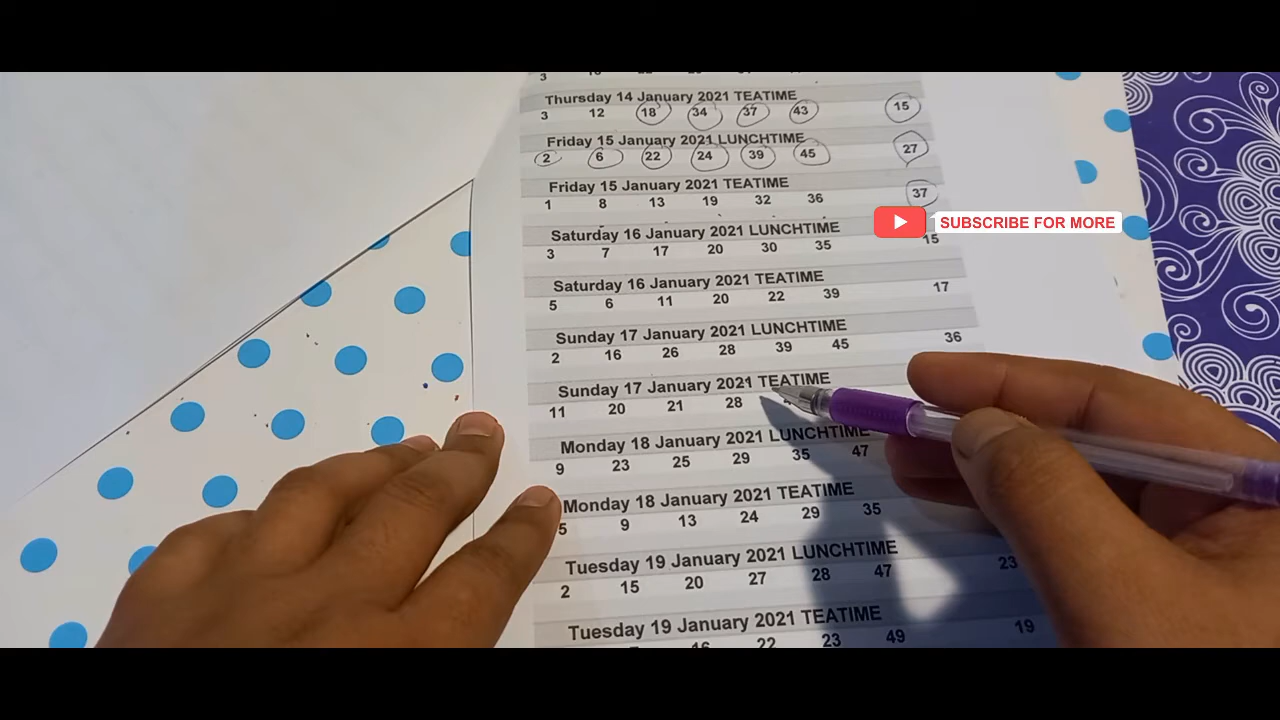 3
Thursday 14 January 2021 TEATIME
3 12 18 34 37 43 15
Friday 15 January 2021 LUNCHTIME
2 6 22 24 39 45 27
Friday 15 January 2021 TEATIME
1 8 13 19 32 36 37
SUBSCRIBE FOR MORE
Saturday 16 January 2021 LUNCHTIME
3 7 17 20 30 35 15
Saturday 16 January 2021 TEATIME
5 6 11 20 22 39 17
Sunday 17 January 2021 LUNCHTIME
2 16 26 28 39 45 36
Sunday 17 January 2021 TEATIME
11 20 21 28
Monday 18 January 2021 LUNCHTIME
9 23 25 29 35 47
Monday 18 January 2021 TEATIME
5 9 13 24 29 35
Tuesday 19 January 2021 LUNCHTIME
2 15 20 27 28 47 23
Tuesday 19 January 2021 TEATIME
16 22 23 49 19